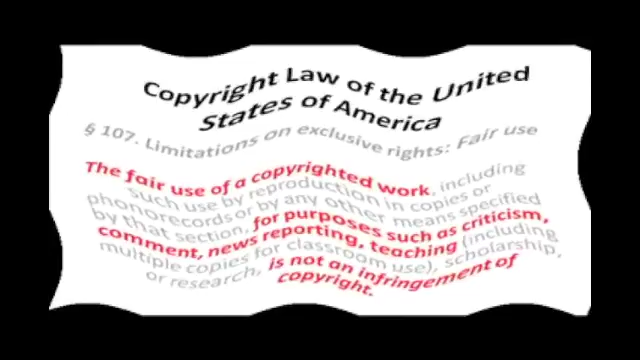 Copyright Law of the United
States of America
§ 107. Limitations on exclusive rights: Fair use
The fair use of a copyrighted work, including
such use by reproduction in copies or
phonorecords or by any other means specified
by that section, for purposes such as criticism,
comment, news reporting, teaching (including
multiple copies for classroom use), scholarship,
or research, is not an infringement of
copyright.